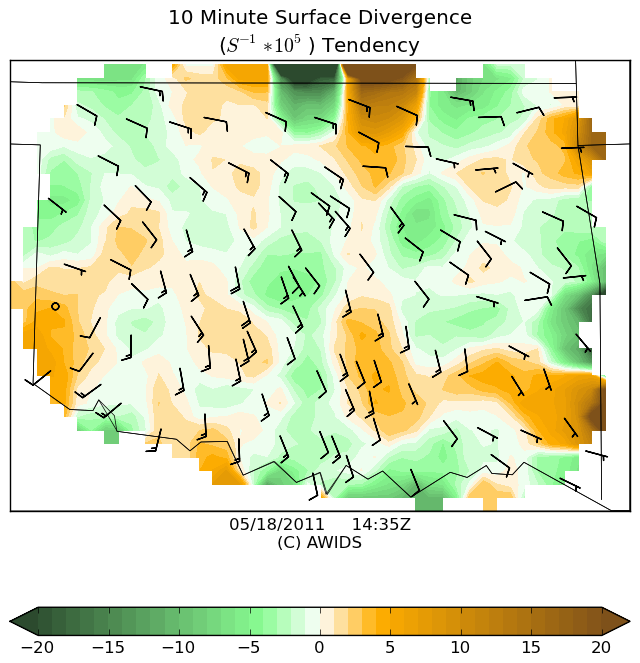 10 Minute Surface Divergence
(S⁻¹ ∗10⁵ ) Tendency
05/18/2011 14:35Z
(C) AWIDS
−20 −15 −10 −5 0 5 10 15 20